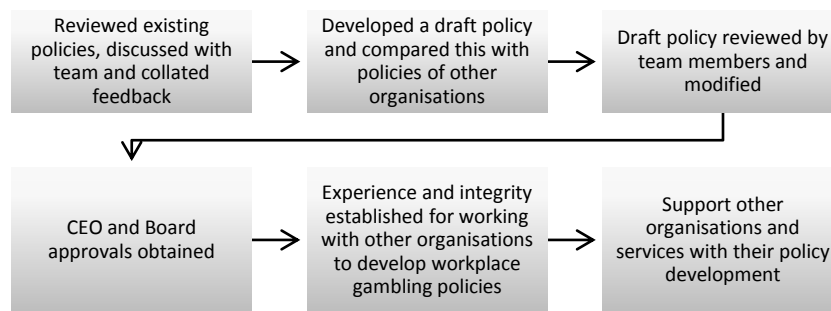 Reviewed existing
policies, discussed with
team and collated
feedback
Developed a draft policy
and compared this with
policies of other
organisations
Draft policy reviewed by
team members and
modified
CEO and Board
approvals obtained
Experience and integrity
established for working
with other organisations
to develop workplace
gambling policies
Support other
organisations and
services with their policy
development